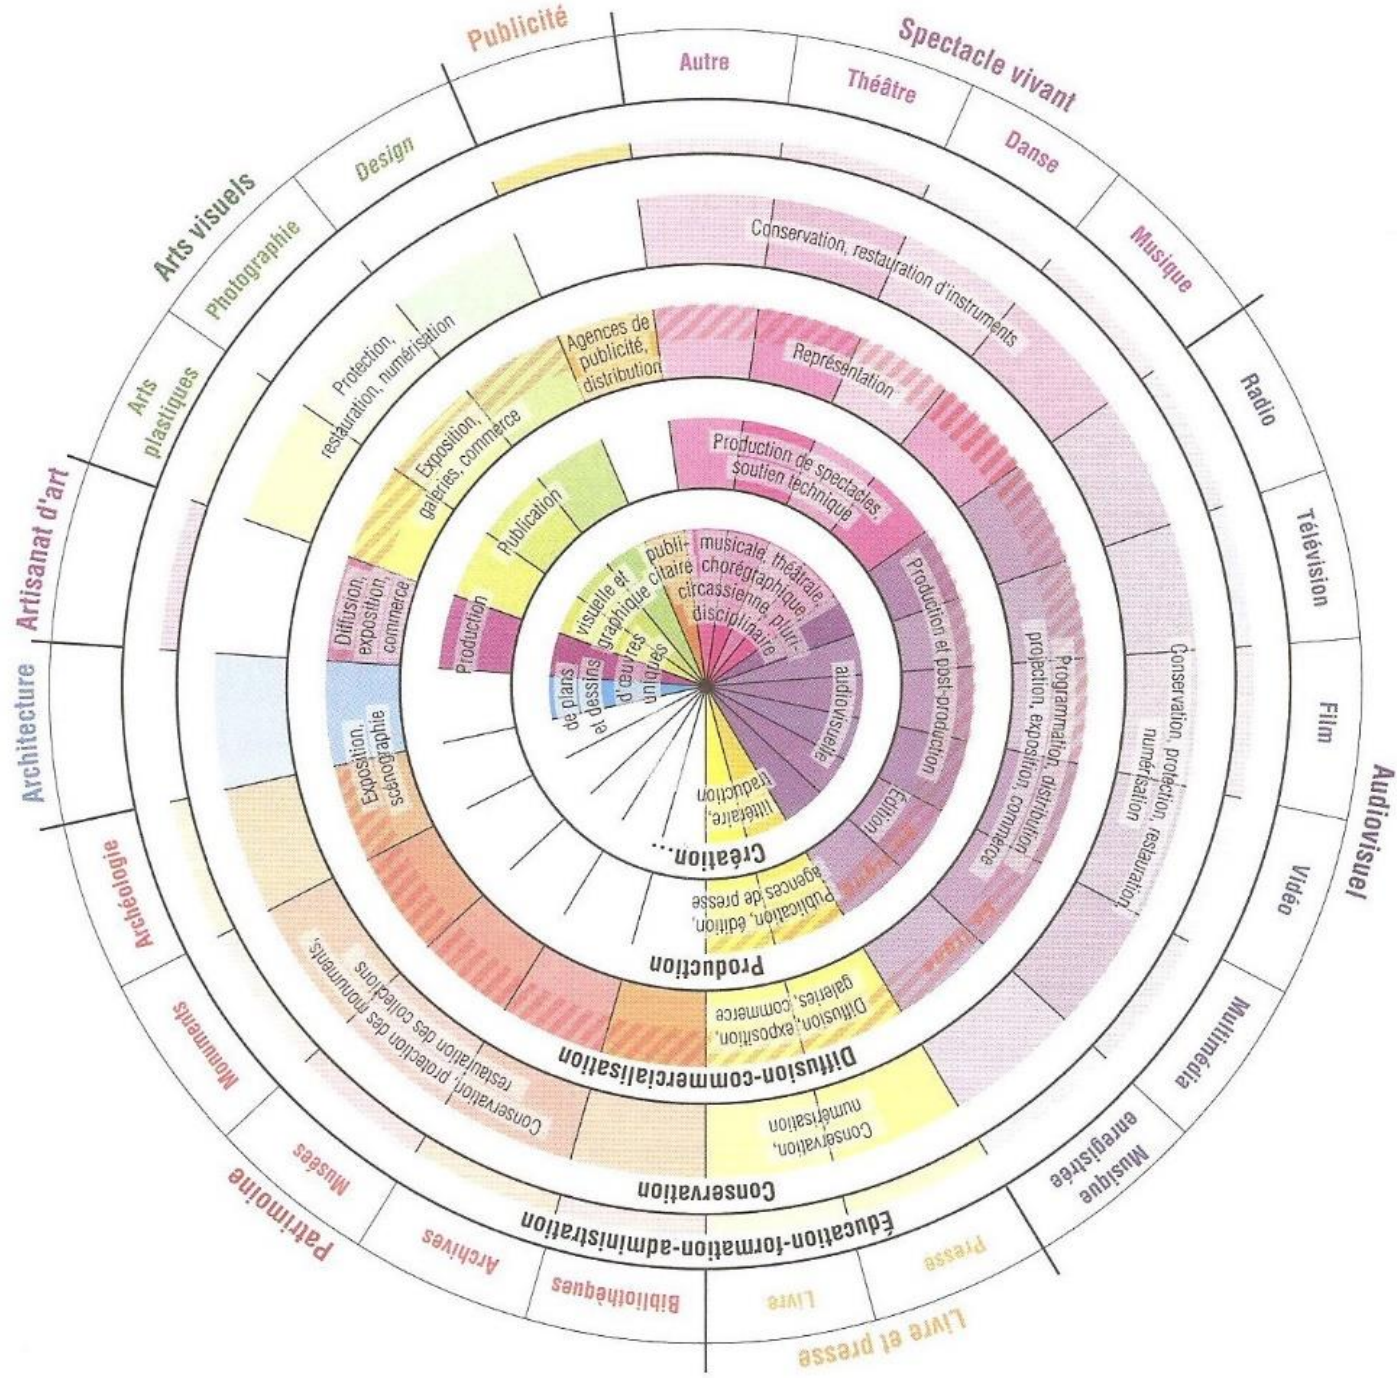 Publicité
Spectacle vivant
Autre
Théâtre
Danse
Musique
Audiovisuel
Radio
Télévision
Film
Vidéo
Multimédia
Musique
enregistrée
Livre et presse
Presse
Livre
Patrimoine
Bibliothèques
Archives
Musées
Monuments
Archéologie
Architecture
Artisanat d'art
Arts visuels
Arts
plastiques
Photographie
Design
Éducation-formation-administration
Conservation
Conservation, restauration d'instruments
Conservation, protection, restauration,
numérisation
Conservation,
numérisation
Conservation, protection des monuments,
restauration des collections
Protection,
restauration, numérisation
Diffusion-commercialisation
Agences de
publicité,
distribution
Représentation
Programmation, distribution
projection, exposition, commerce
Diffusion, exposition,
galeries, commerce
Exposition,
scénographie
Diffusion,
exposition,
commerce
Exposition,
galeries, commerce
Production
Production de spectacles,
soutien technique
Production et post-production
Édition
Publication, édition,
agences de presse
Production
Publication
Création...
musicale, théâtrale,
chorégraphique,
circassienne, pluri-
disciplinaire
audiovisuelle
littéraire,
traduction
de plans
et dessins
d'œuvres
uniques
visuelle et
graphique
publi-
citaire